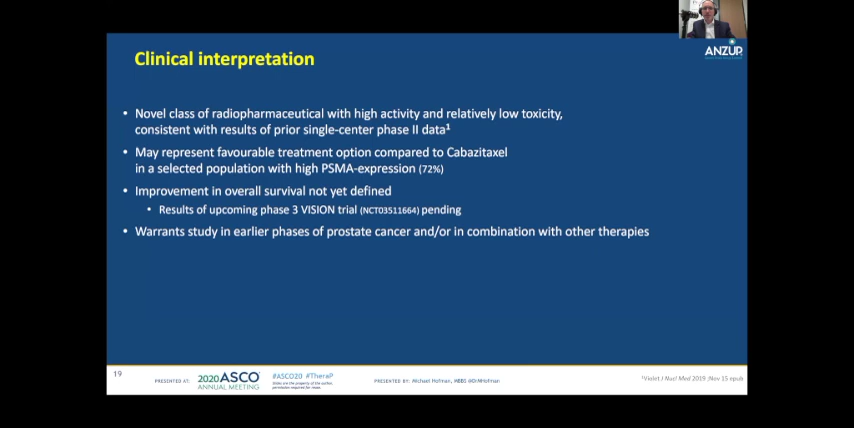 ANZUP
Clinical interpretation
• Novel class of radiopharmaceutical with high activity and relatively low toxicity,
consistent with results of prior single-center phase II data¹
• May represent favourable treatment option compared to Cabazitaxel
in a selected population with high PSMA-expression (72%)
• Improvement in overall survival not yet defined
• Results of upcoming phase 3 VISION trial (NCT03511664) pending
• Warrants study in earlier phases of prostate cancer and/or in combination with other therapies
19
PRESENTED AT:
2020 ASCO
ANNUAL MEETING
#ASCO20 #TheraP
Slides are the property of the author,
permission required for reuse.
PRESENTED BY: Michael Hofman, MBBS @DrMHofman
¹Violet J Nucl Med 2019 ;Nov 15 epub